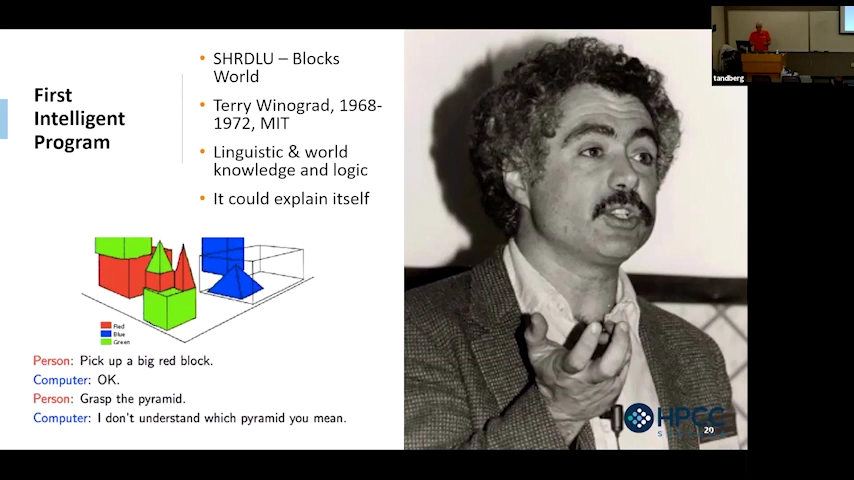 tandberg
First
Intelligent
Program
• SHRDLU – Blocks
World
• Terry Winograd, 1968-
1972, MIT
• Linguistic & world
knowledge and logic
• It could explain itself
Red
Blue
Green
Person: Pick up a big red block.
Computer: OK.
Person: Grasp the pyramid.
Computer: I don't understand which pyramid you mean.
HPCC
20